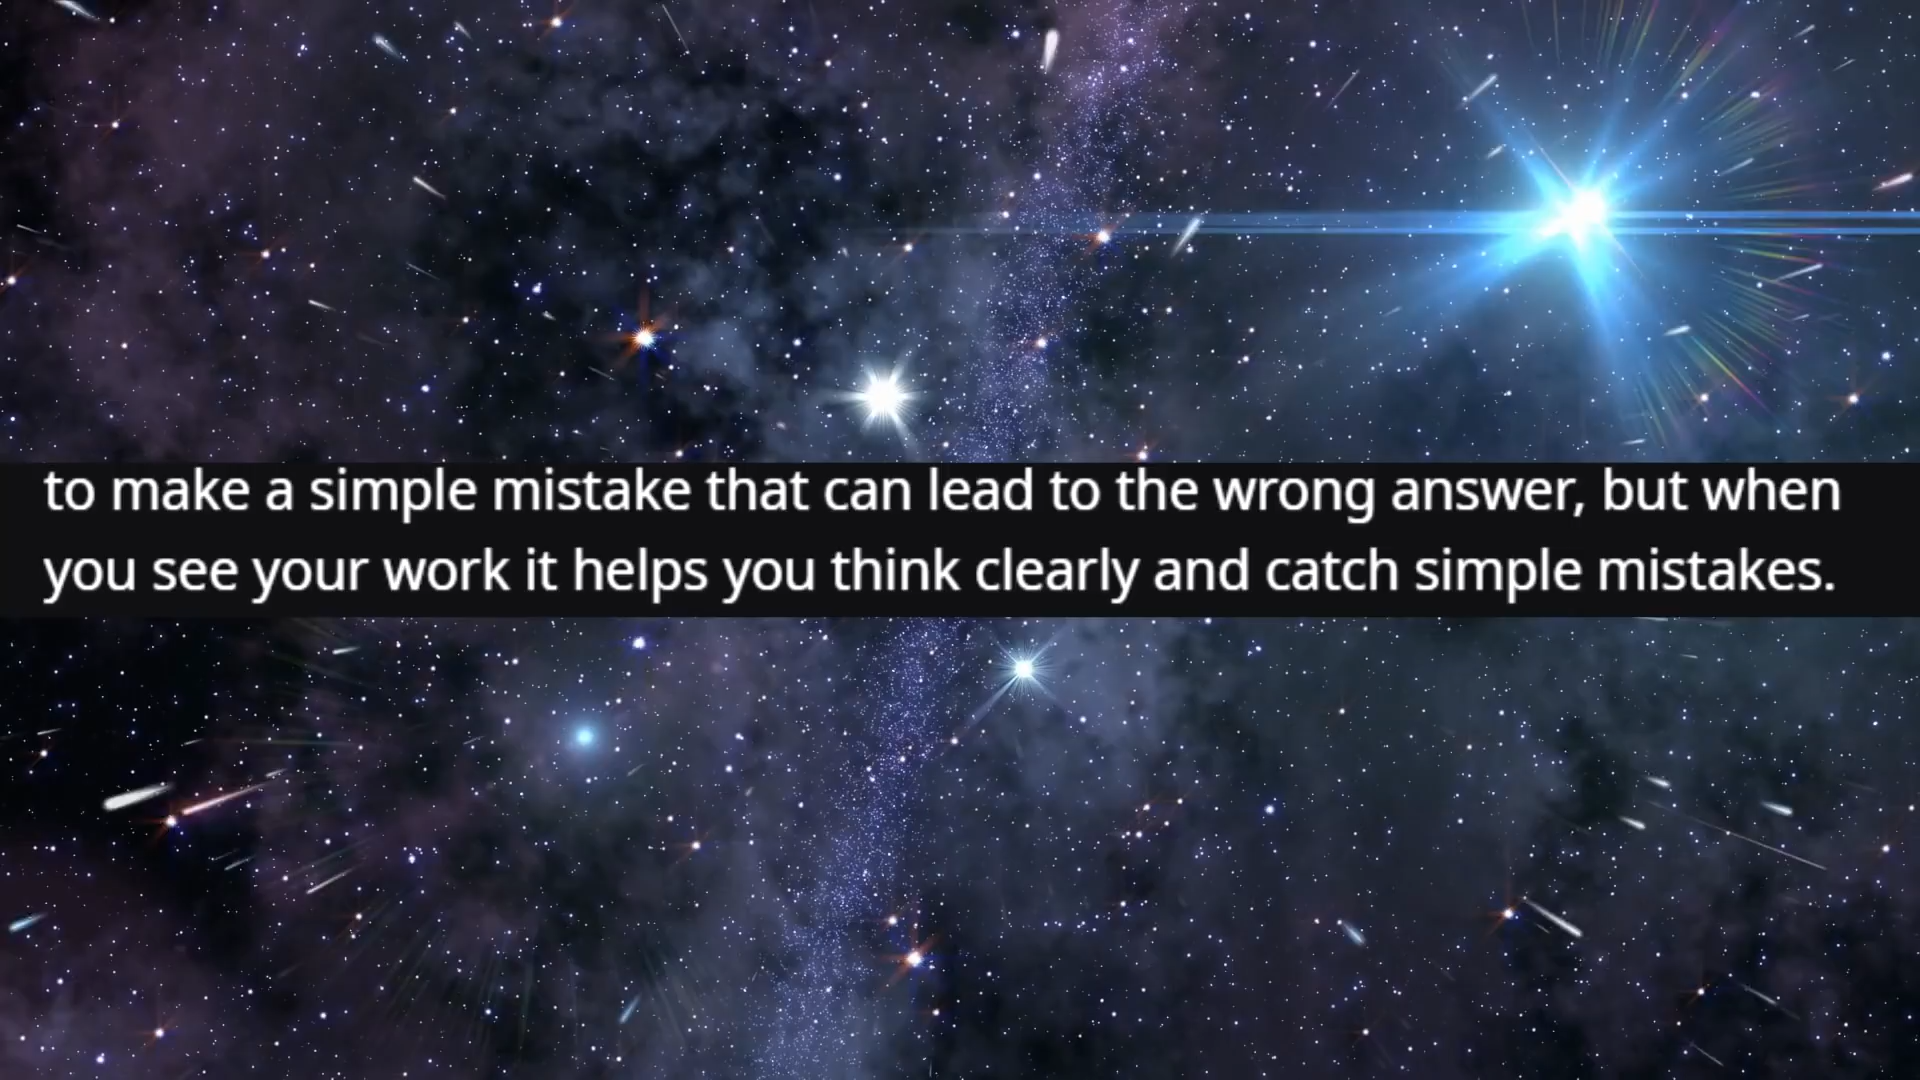 to make a simple mistake that can lead to the wrong answer, but when
you see your work it helps you think clearly and catch simple mistakes.